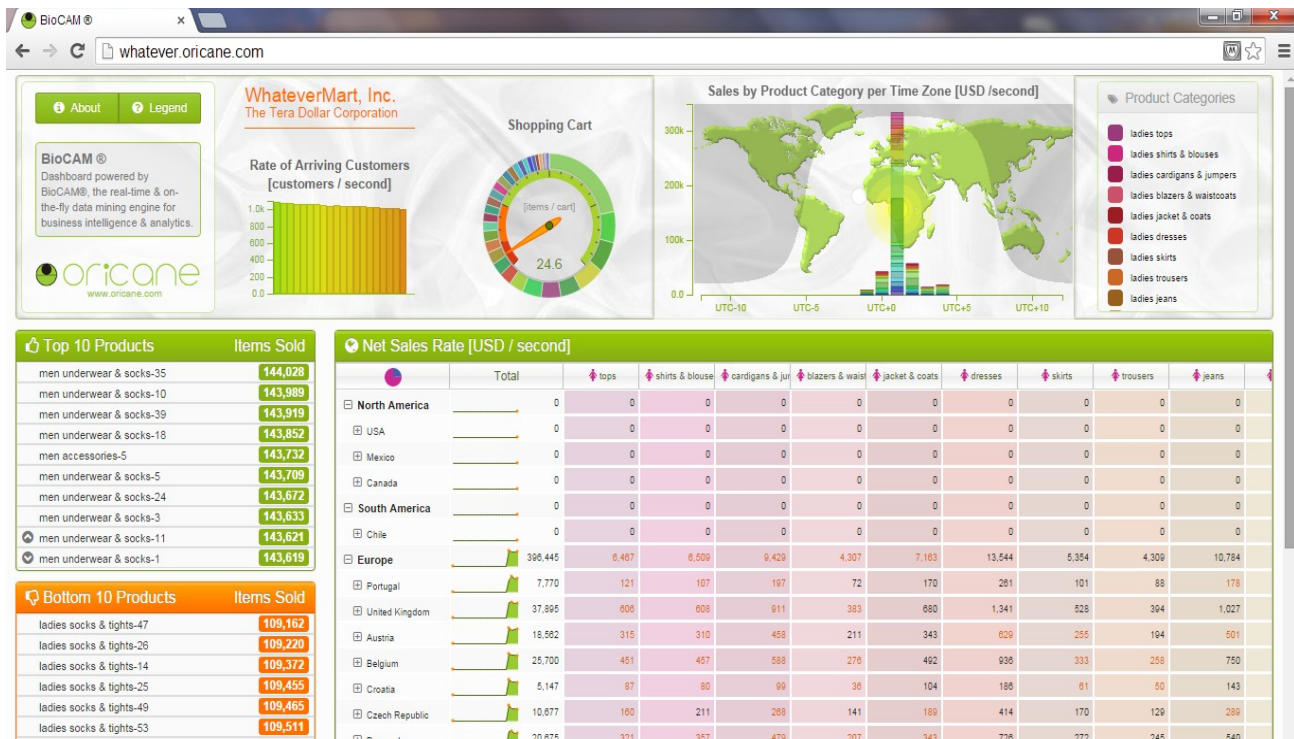 BioCAM ®
whatever.oricane.com
About
Legend
BioCAM ®
Dashboard powered by
BioCAM®, the real-time & on-
the-fly data mining engine for
business intelligence & analytics.
oricane
www.oricane.com
WhateverMart, Inc.
The Tera Dollar Corporation
Rate of Arriving Customers
[customers / second]
1.0k
800
600
400
200
0.0
Shopping Cart
[items / cart]
24.6
Sales by Product Category per Time Zone [USD /second]
300k
200k
100k
0.0
UTC-10 UTC-5 UTC+0 UTC+5 UTC+10
Product Categories
ladies tops
ladies shirts & blouses
ladies cardigans & jumpers
ladies blazers & waistcoats
ladies jacket & coats
ladies dresses
ladies skirts
ladies trousers
ladies jeans
Top 10 Products Items Sold
men underwear & socks-35 144,028
men underwear & socks-10 143,989
men underwear & socks-39 143,919
men underwear & socks-18 143,852
men accessories-5 143,732
men underwear & socks-5 143,709
men underwear & socks-24 143,672
men underwear & socks-3 143,633
men underwear & socks-11 143,621
men underwear & socks-1 143,619
Bottom 10 Products Items Sold
ladies socks & tights-47 109,162
ladies socks & tights-26 109,220
ladies socks & tights-14 109,372
ladies socks & tights-25 109,455
ladies socks & tights-49 109,465
ladies socks & tights-53 109,511
Net Sales Rate [USD / second]
Total tops shirts & blouse cardigans & jur blazers & waist jacket & coats dresses skirts trousers jeans
North America 0 0 0 0 0 0 0 0 0 0
USA 0 0 0 0 0 0 0 0 0 0
Mexico 0 0 0 0 0 0 0 0 0 0
Canada 0 0 0 0 0 0 0 0 0 0
South America 0 0 0 0 0 0 0 0 0 0
Chile 0 0 0 0 0 0 0 0 0 0
Europe 396,445 6,467 6,509 9,429 4,307 7,163 13,544 5,354 4,309 10,784
Portugal 7,770 121 107 197 72 170 261 101 88 178
United Kingdom 37,895 606 608 911 383 680 1,341 528 394 1,027
Austria 18,562 315 310 458 211 343 629 255 194 501
Belgium 25,700 451 457 588 276 492 936 333 258 750
Croatia 5,147 87 80 99 36 104 186 61 50 143
Czech Republic 10,677 160 211 268 141 189 414 170 129 289
20,675 321 357 479 207 343 726 272 245 540